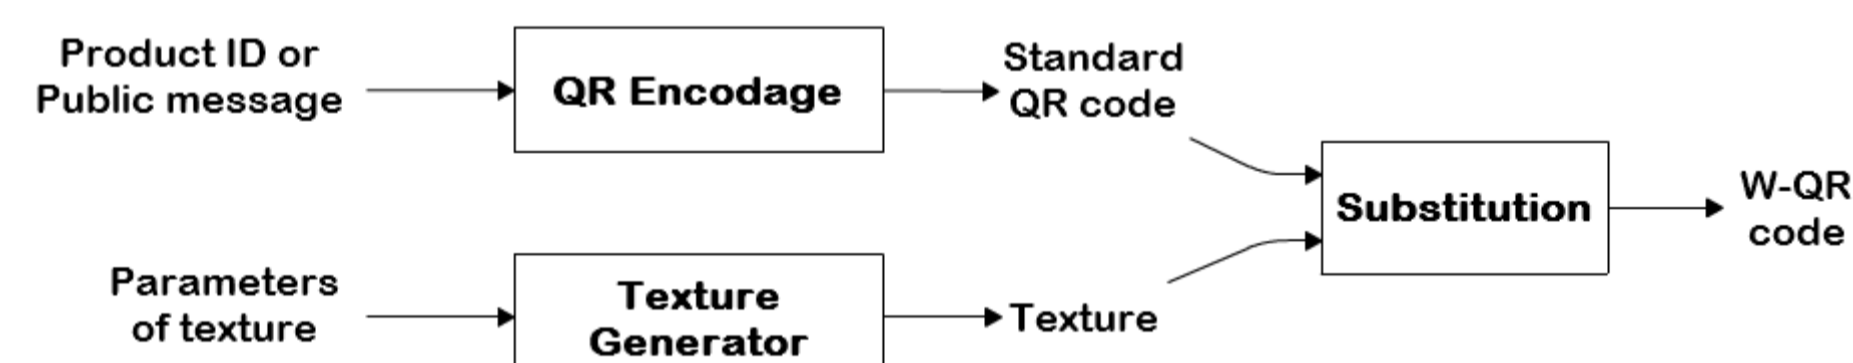 Product ID or
Public message
QR Encodage
Standard
QR code
Substitution
W-QR
code
Parameters
of texture
Texture
Generator
Texture